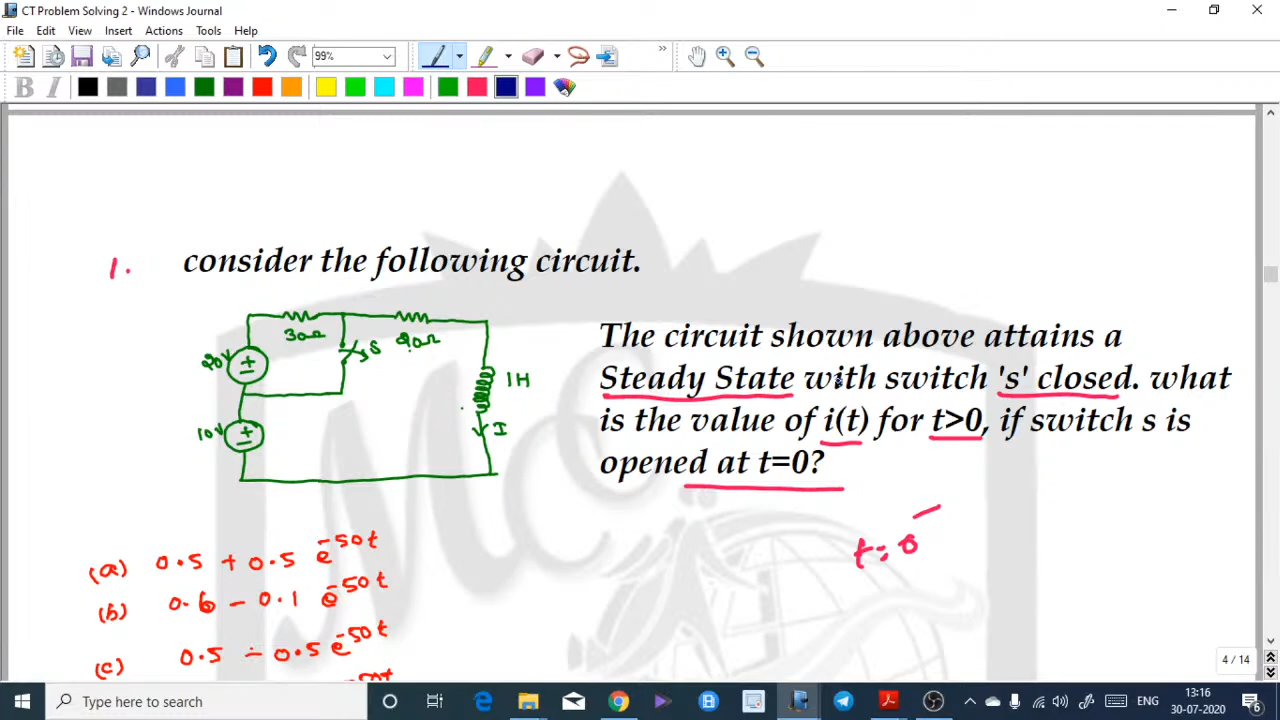 CT Problem Solving 2 - Windows Journal
File Edit View Insert Actions Tools Help
99%
B I
1. consider the following circuit.
30Ω
20Ω
S
20V
1H
10V
I
The circuit shown above attains a
Steady State with switch 's' closed. what
is the value of i(t) for t>0, if switch s is
opened at t=0?
t=0⁻
(a) 0.5 + 0.5 e^-50t
(b) 0.6 - 0.1 e^-50t
(c) 0.5 - 0.5 e^-50t
4 / 14
Type here to search
ENG
13:16
30-07-2020
6